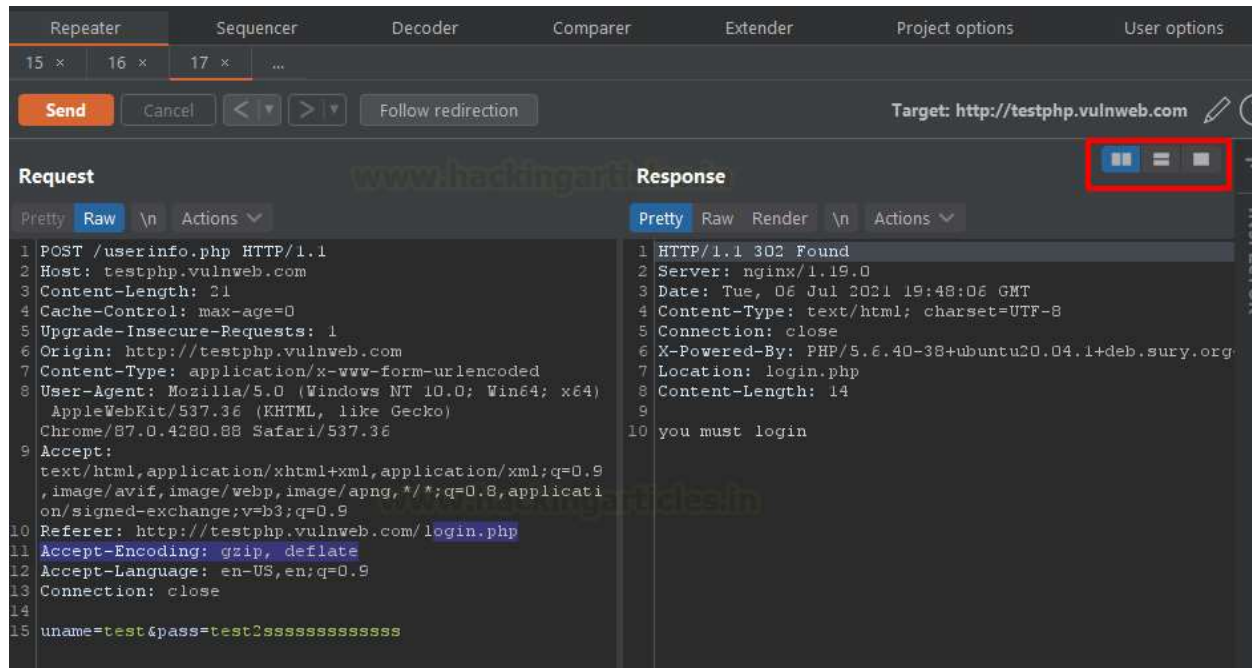 Repeater Sequencer Decoder Comparer Extender Project options User options
15 × 16 × 17 × ...
Send Cancel < > Follow redirection Target: http://testphp.vulnweb.com
www.hackingarticles.in
Request
Pretty Raw \n Actions
1 POST /userinfo.php HTTP/1.1
2 Host: testphp.vulnweb.com
3 Content-Length: 21
4 Cache-Control: max-age=0
5 Upgrade-Insecure-Requests: 1
6 Origin: http://testphp.vulnweb.com
7 Content-Type: application/x-www-form-urlencoded
8 User-Agent: Mozilla/5.0 (Windows NT 10.0; Win64; x64)
AppleWebKit/537.36 (KHTML, like Gecko)
Chrome/87.0.4280.88 Safari/537.36
9 Accept:
text/html,application/xhtml+xml,application/xml;q=0.9
,image/avif,image/webp,image/apng,*/*;q=0.8,applicati
on/signed-exchange;v=b3;q=0.9
10 Referer: http://testphp.vulnweb.com/login.php
11 Accept-Encoding: gzip, deflate
12 Accept-Language: en-US,en;q=0.9
13 Connection: close
14
15 uname=test&pass=test2ssssssssssssss
Response
Pretty Raw Render \n Actions
1 HTTP/1.1 302 Found
2 Server: nginx/1.19.0
3 Date: Tue, 06 Jul 2021 19:48:06 GMT
4 Content-Type: text/html; charset=UTF-8
5 Connection: close
6 X-Powered-By: PHP/5.6.40-38+ubuntu20.04.1+deb.sury.org
7 Location: login.php
8 Content-Length: 14
9
10 you must login
www.hackingarticles.in